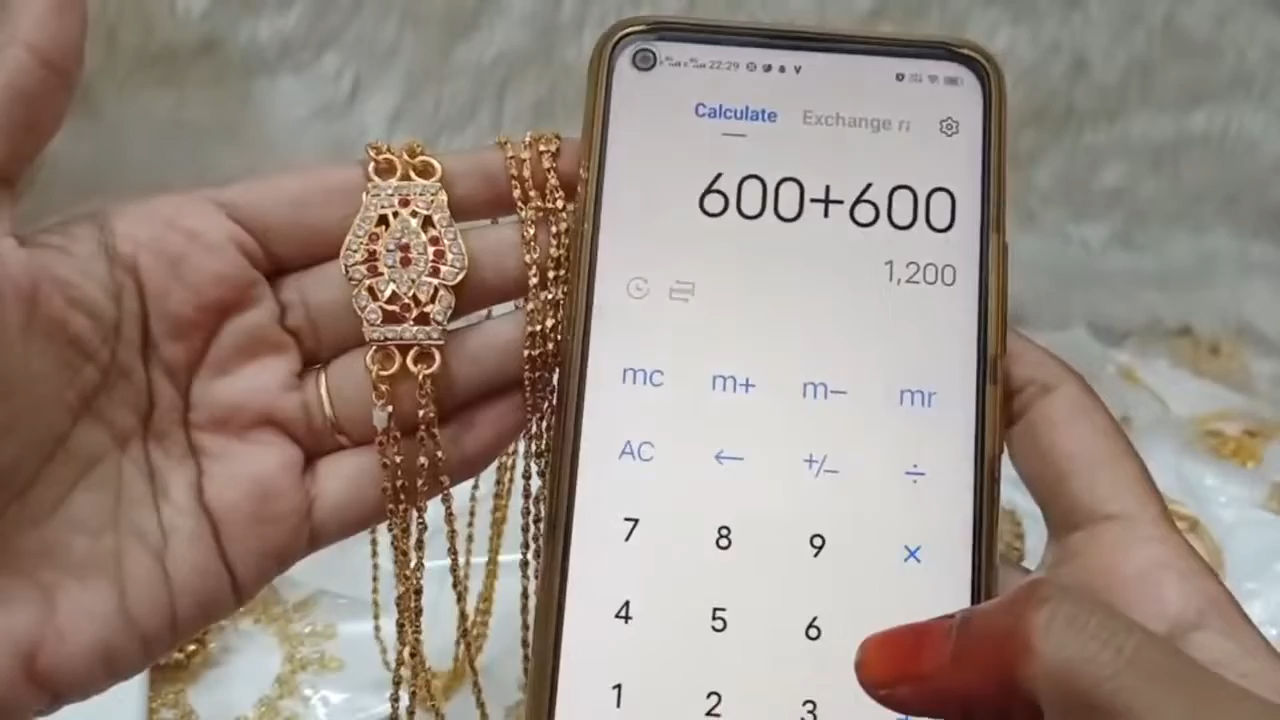 22:29
Calculate Exchange r
600+600
1,200
mc m+ m– mr
AC ← +/– ÷
7 8 9 ×
4 5 6
1 2 3